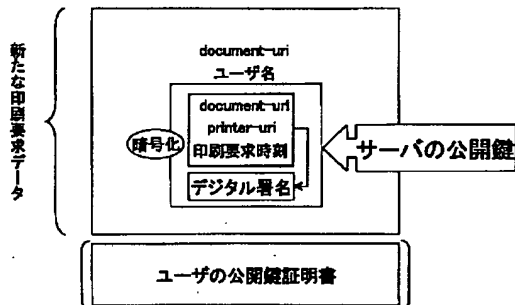 新たな印刷要求データ
document-uri
ユーザ名
document-uri
printer-uri
印刷要求時刻
暗号化
デジタル署名
サーバの公開鍵
ユーザの公開鍵証明書